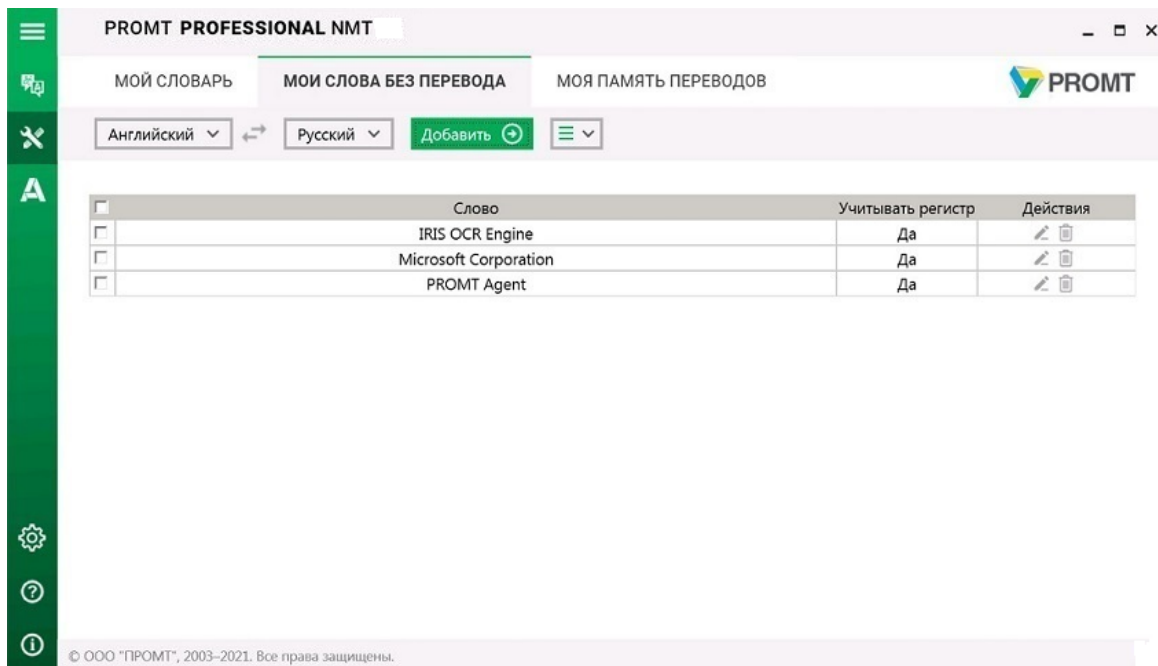 PROMT PROFESSIONAL NMT
МОЙ СЛОВАРЬ МОИ СЛОВА БЕЗ ПЕРЕВОДА МОЯ ПАМЯТЬ ПЕРЕВОДОВ PROMT
Английский Русский Добавить
A
Слово Учитывать регистр Действия
IRIS OCR Engine Да
Microsoft Corporation Да
PROMT Agent Да
© ООО "ПРОМТ", 2003–2021. Все права защищены.